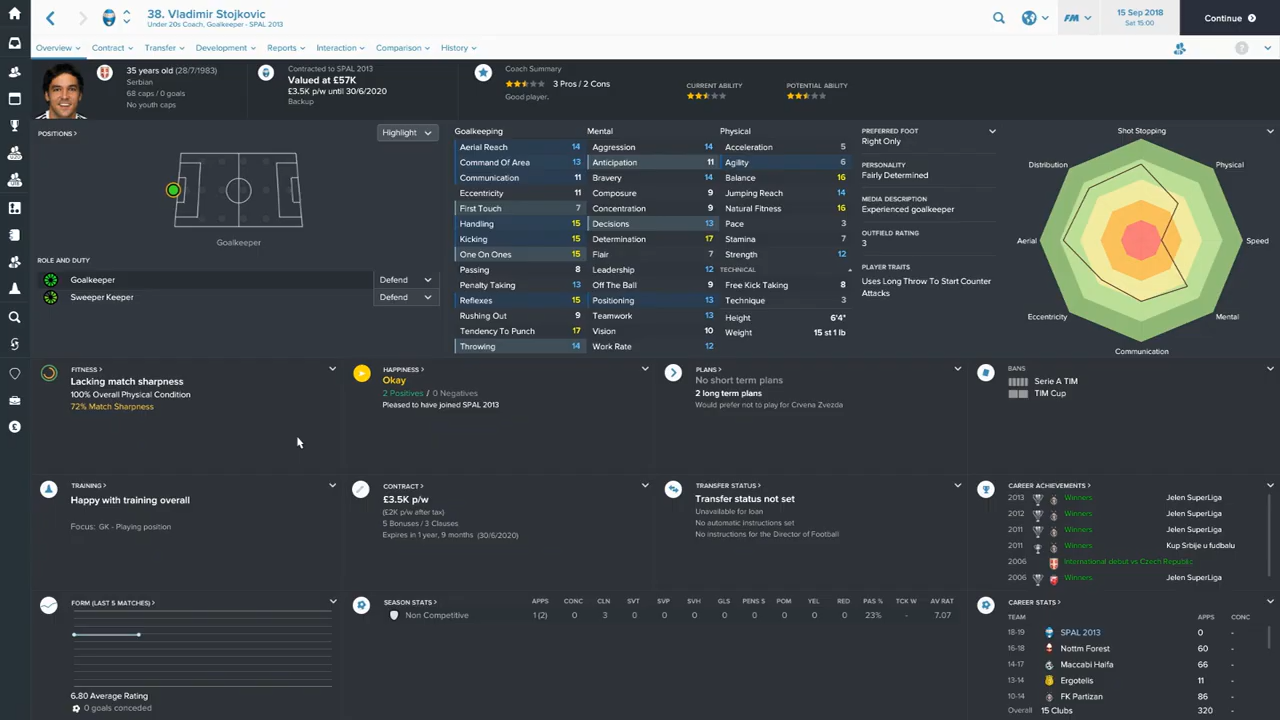 38. Vladimir Stojkovic
Under 20s Coach, Goalkeeper - SPAL 2013
FM
15 Sep 2018
Sat 15:00
Continue
Overview
Contract
Transfer
Development
Reports
Interaction
Comparison
History
35 years old (28/7/1983)
Serbian
68 caps / 0 goals
No youth caps
Contracted to SPAL 2013
Valued at £57K
£3.5K p/w until 30/6/2020
Backup
Coach Summary
3 Pros / 2 Cons
Good player.
CURRENT ABILITY
POTENTIAL ABILITY
POSITIONS >
Highlight
Goalkeeper
ROLE AND DUTY
Goalkeeper Defend
Sweeper Keeper Defend
Goalkeeping
Aerial Reach 14
Command Of Area 13
Communication 11
Eccentricity 11
First Touch 7
Handling 15
Kicking 15
One On Ones 15
Passing 8
Penalty Taking 13
Reflexes 15
Rushing Out 9
Tendency To Punch 17
Throwing 14
Mental
Aggression 14
Anticipation 11
Bravery 14
Composure 9
Concentration 9
Decisions 13
Determination 17
Flair 7
Leadership 12
Off The Ball 9
Positioning 13
Teamwork 13
Vision 10
Work Rate 12
Physical
Acceleration 5
Agility 6
Balance 16
Jumping Reach 14
Natural Fitness 16
Pace 3
Stamina 7
Strength 12
TECHNICAL
Free Kick Taking 8
Technique 3
Height 6'4"
Weight 15 st 1 lb
PREFERRED FOOT
Right Only
PERSONALITY
Fairly Determined
MEDIA DESCRIPTION
Experienced goalkeeper
OUTFIELD RATING
3
PLAYER TRAITS
Uses Long Throw To Start Counter
Attacks
Shot Stopping
Physical
Speed
Mental
Communication
Eccentricity
Aerial
Distribution
FITNESS >
Lacking match sharpness
100% Overall Physical Condition
72% Match Sharpness
HAPPINESS >
Okay
2 Positives / 0 Negatives
Pleased to have joined SPAL 2013
PLANS >
No short term plans
2 long term plans
Would prefer not to play for Crvena Zvezda
BANS
Serie A TIM
TIM Cup
TRAINING >
Happy with training overall
Focus: GK - Playing position
CONTRACT >
£3.5K p/w
(£2K p/w after tax)
5 Bonuses / 3 Clauses
Expires in 1 year, 9 months (30/6/2020)
TRANSFER STATUS >
Transfer status not set
Unavailable for loan
No automatic instructions set
No instructions for the Director of Football
CAREER ACHIEVEMENTS >
2013 Winners Jelen SuperLiga
2012 Winners Jelen SuperLiga
2011 Winners Jelen SuperLiga
2011 Winners Kup Srbije u fudbalu
2006 International debut vs Czech Republic
2006 Winners Jelen SuperLiga
FORM (LAST 5 MATCHES) >
6.80 Average Rating
0 goals conceded
SEASON STATS > APPS CONC CLN SVT SVP SVH GLS PENS S POM YEL RED PAS % TCK W AV RAT
Non Competitive 1 (2) 0 3 0 0 0 0 0 0 0 0 23% - 7.07
CAREER STATS >
TEAM APPS CONC
18-19 SPAL 2013 0 -
16-18 Nottm Forest 60 -
14-17 Maccabi Haifa 66 -
13-14 Ergotelis 11 -
10-14 FK Partizan 86 -
Overall 15 Clubs 320 -